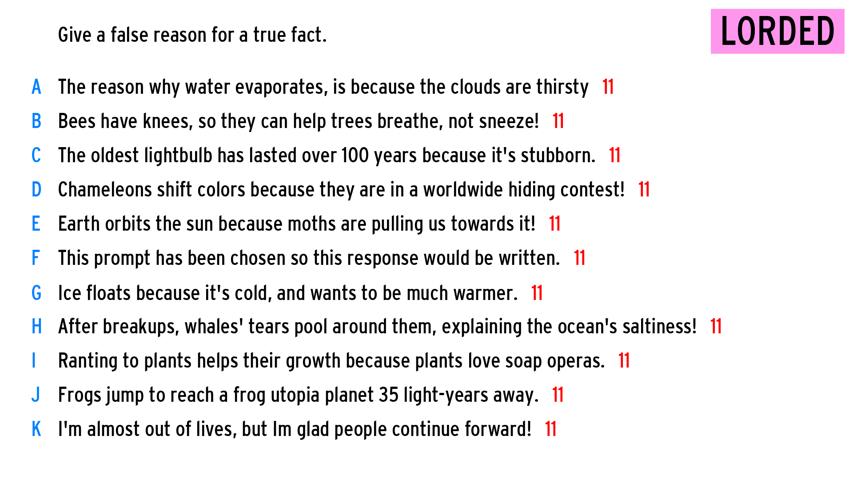 Give a false reason for a true fact.
LORDED
A The reason why water evaporates, is because the clouds are thirsty 11
B Bees have knees, so they can help trees breathe, not sneeze! 11
C The oldest lightbulb has lasted over 100 years because it's stubborn. 11
D Chameleons shift colors because they are in a worldwide hiding contest! 11
E Earth orbits the sun because moths are pulling us towards it! 11
F This prompt has been chosen so this response would be written. 11
G Ice floats because it's cold, and wants to be much warmer. 11
H After breakups, whales' tears pool around them, explaining the ocean's saltiness! 11
I Ranting to plants helps their growth because plants love soap operas. 11
J Frogs jump to reach a frog utopia planet 35 light-years away. 11
K I'm almost out of lives, but Im glad people continue forward! 11